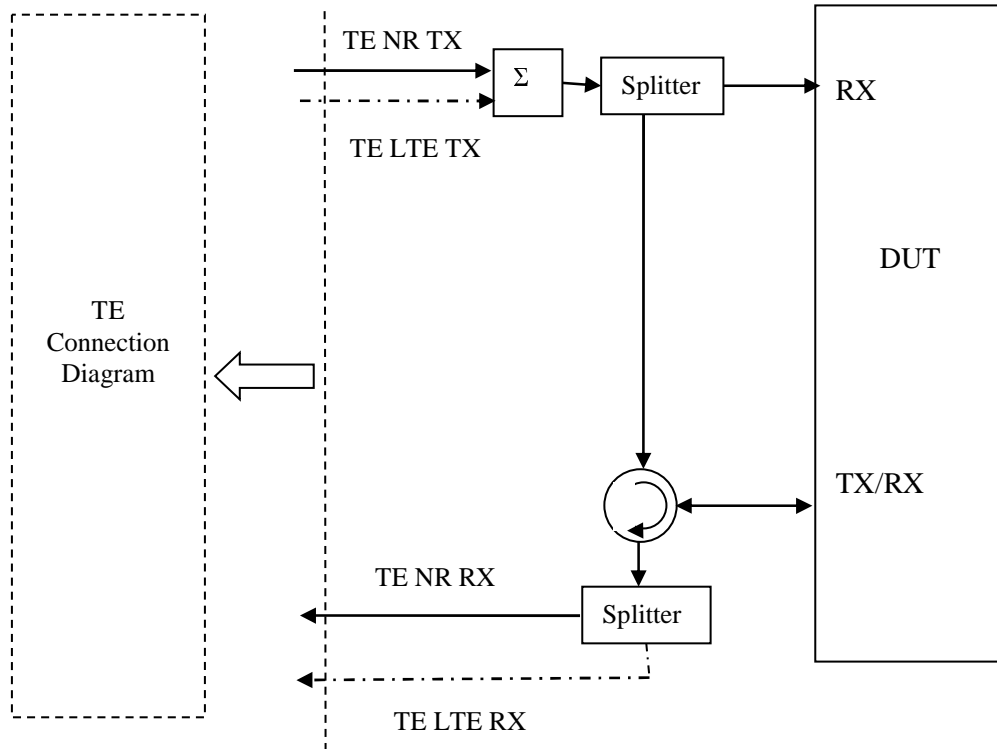 TE NR TX
Σ
Splitter
RX
TE LTE TX
DUT
TE
Connection
Diagram
TX/RX
TE NR RX
Splitter
TE LTE RX